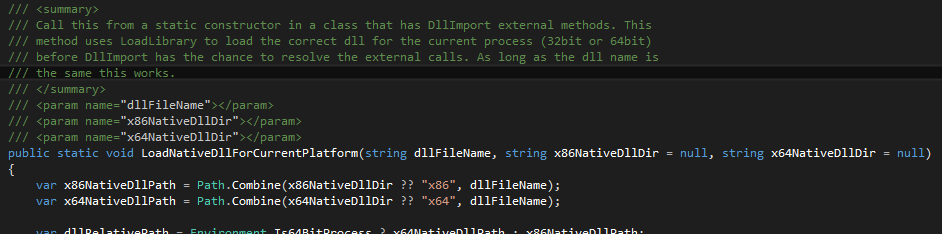 /// <summary>
/// Call this from a static constructor in a class that has DllImport external methods. This
/// method uses LoadLibrary to load the correct dll for the current process (32bit or 64bit)
/// before DllImport has the chance to resolve the external calls. As long as the dll name is
/// the same this works.
/// </summary>
/// <param name="dllFileName"></param>
/// <param name="x86NativeDllDir"></param>
/// <param name="x64NativeDllDir"></param>
public static void LoadNativeDllForCurrentPlatform(string dllFileName, string x86NativeDllDir = null, string x64NativeDllDir = null)
{
var x86NativeDllPath = Path.Combine(x86NativeDllDir ?? "x86", dllFileName);
var x64NativeDllPath = Path.Combine(x64NativeDllDir ?? "x64", dllFileName);
var dllRelativePath = Environment.Is64BitProcess ? x64NativeDllPath : x86NativeDllPath;